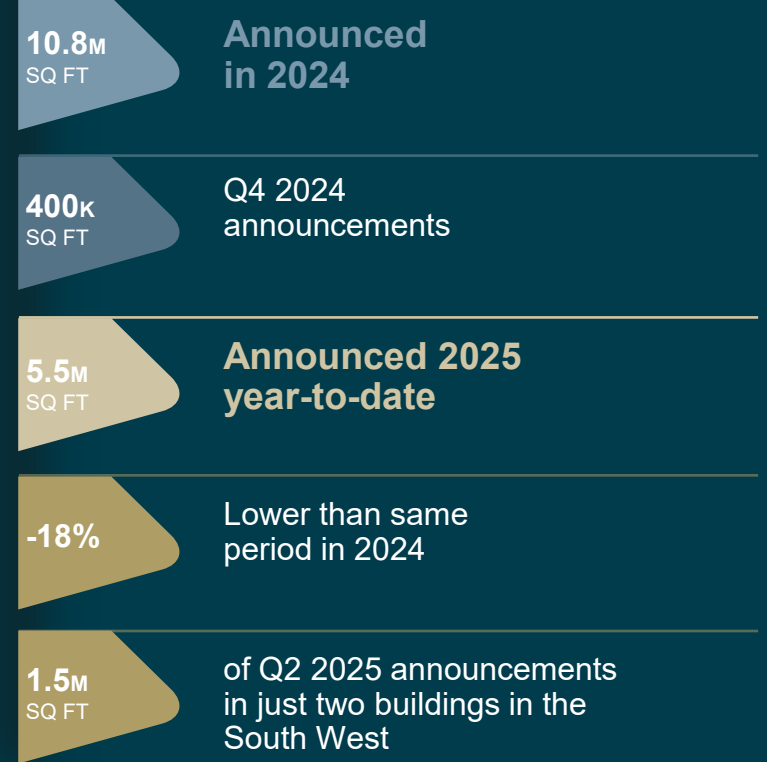 10.8M
SQ FT
Announced
in 2024
400K
SQ FT
Q4 2024
announcements
5.5M
SQ FT
Announced 2025
year-to-date
-18%
Lower than same
period in 2024
1.5M
SQ FT
of Q2 2025 announcements
in just two buildings in the
South West